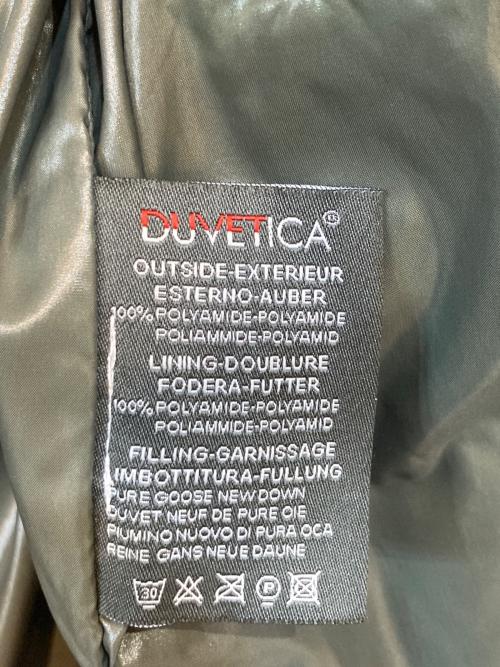 DUVETICA®
OUTSIDE-EXTERIEUR
ESTERNO-AUBER
100% POLYAMIDE-POLYAMIDE
POLIAMMIDE-POLYAMID
LINING-DOUBLURE
FODERA-FUTTER
100% POLYAMIDE-POLYAMIDE
POLIAMMIDE-POLYAMID
FILLING-GARNISSAGE
IMBOTTITURA-FULLUNG
PURE GOOSE NEW DOWN
DUVET NEUF DE PURE OIE
PIUMINO NUOVO DI PURA OCA
REINE GANS NEUE DAUNE
30 P